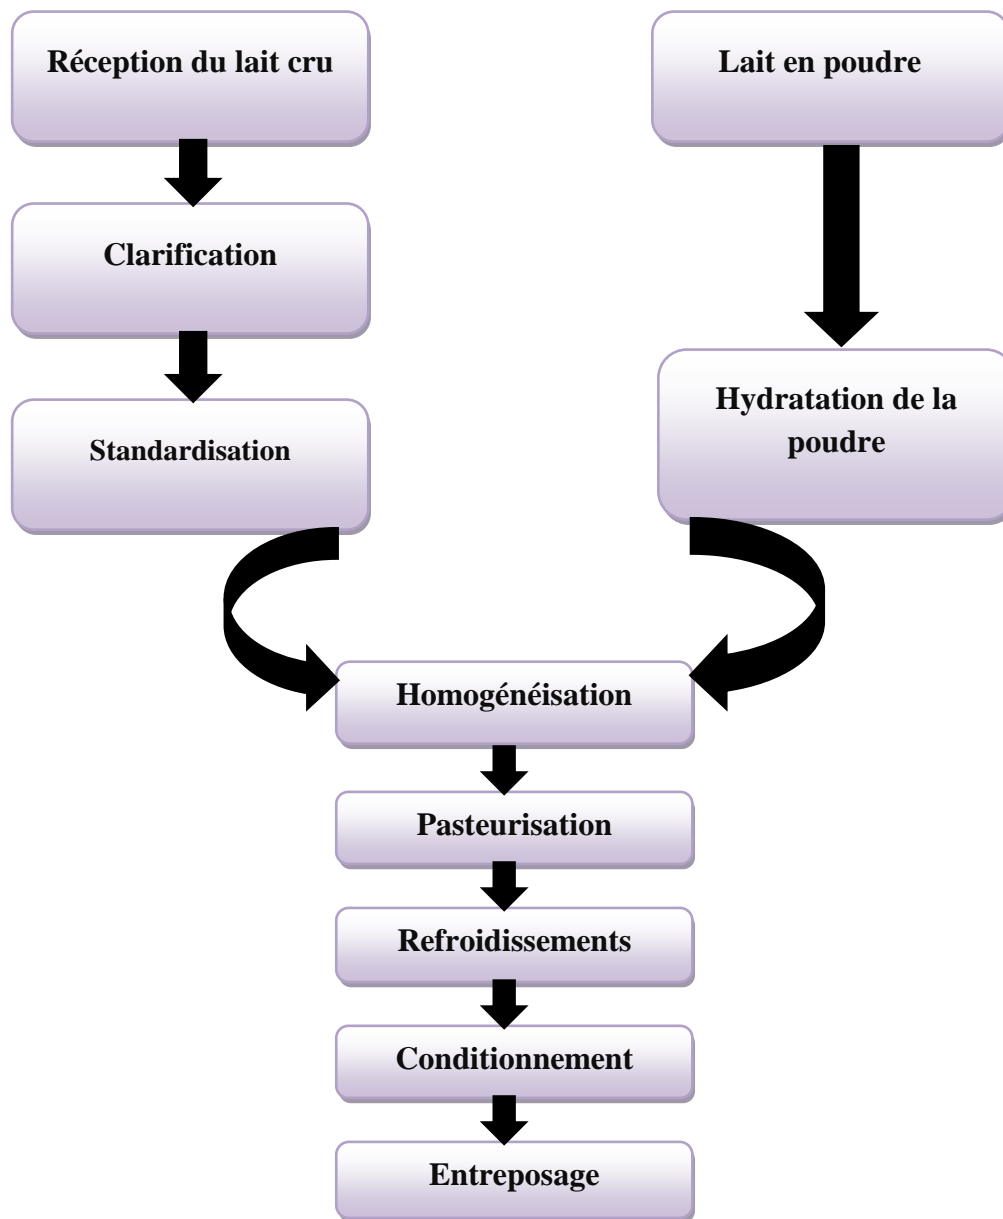 Réception du lait cru
Lait en poudre
Clarification
Standardisation
Hydratation de la
poudre
Homogénéisation
Pasteurisation
Refroidissements
Conditionnement
Entreposage